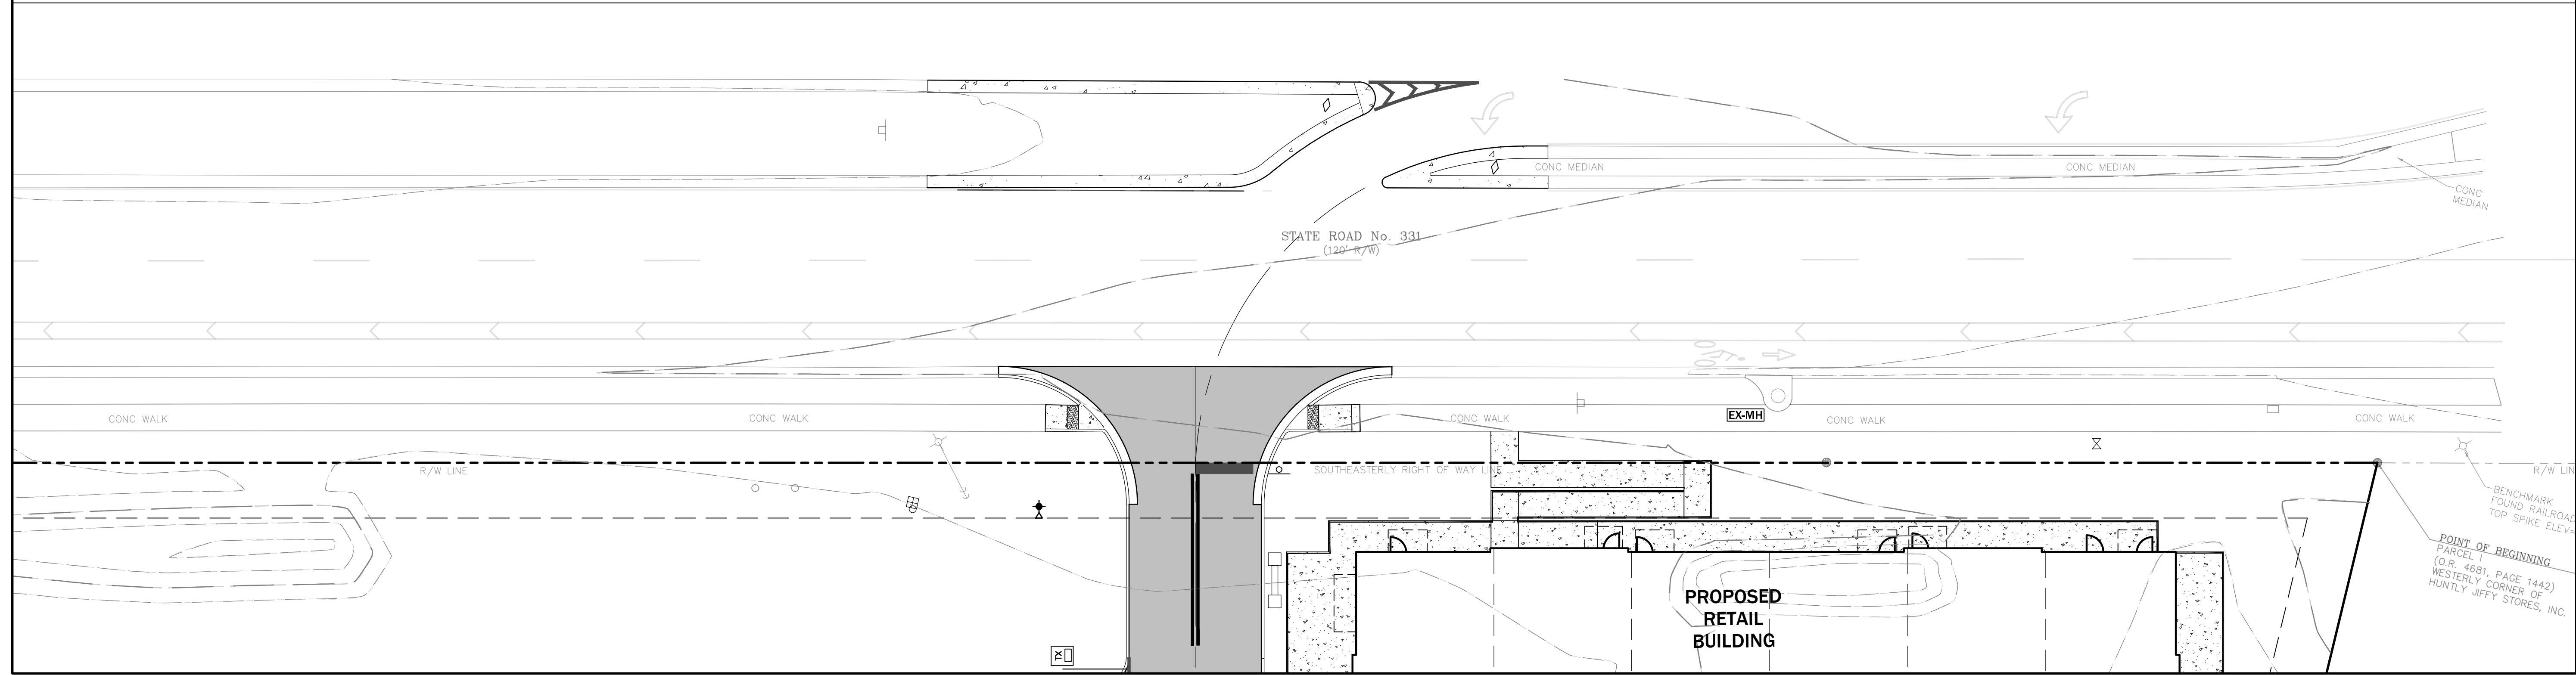 CONC MEDIAN
CONC MEDIAN
CONC
MEDIAN
STATE ROAD No. 331
(120' R/W)
CONC WALK
CONC WALK
CONC WALK
EX-MH
CONC WALK
CONC WALK
R/W LINE
SOUTHEASTERLY RIGHT OF WAY LINE
R/W LIN
BENCHMARK
FOUND RAILROAD
TOP SPIKE ELEV=
POINT OF BEGINNING
PARCEL I
(O.R. 4681, PAGE 1442)
WESTERLY CORNER OF
HUNTLY JIFFY STORES, INC.
PROPOSED
RETAIL
BUILDING
TX